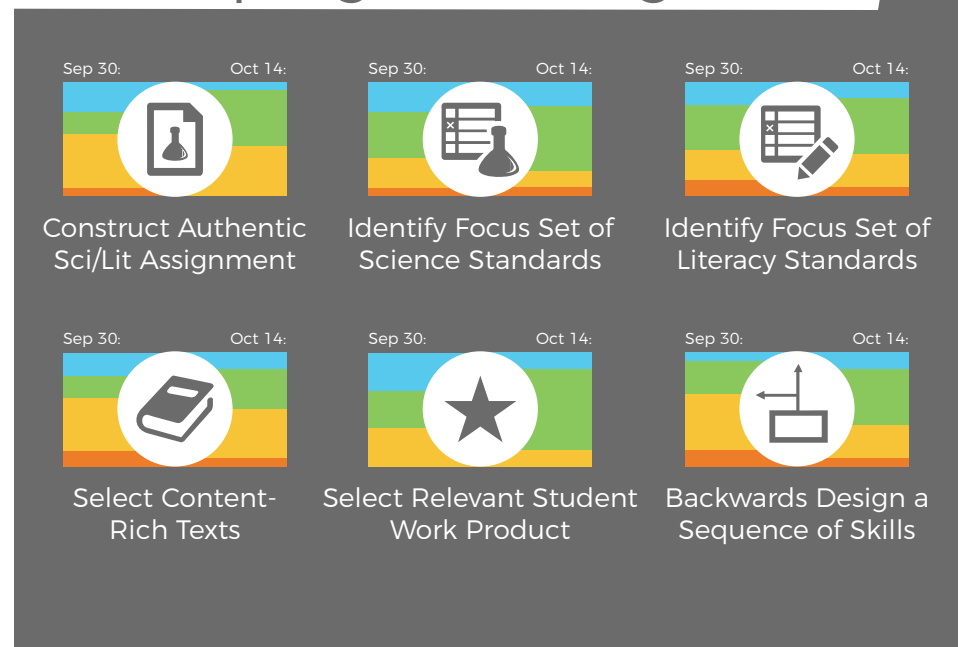 Sep 30: Oct 14: Sep 30: Oct 14: Sep 30: Oct 14:
Construct Authentic
Sci/Lit Assignment
Identify Focus Set of
Science Standards
Identify Focus Set of
Literacy Standards
Sep 30: Oct 14: Sep 30: Oct 14: Sep 30: Oct 14:
Select Content-
Rich Texts
Select Relevant Student
Work Product
Backwards Design a
Sequence of Skills